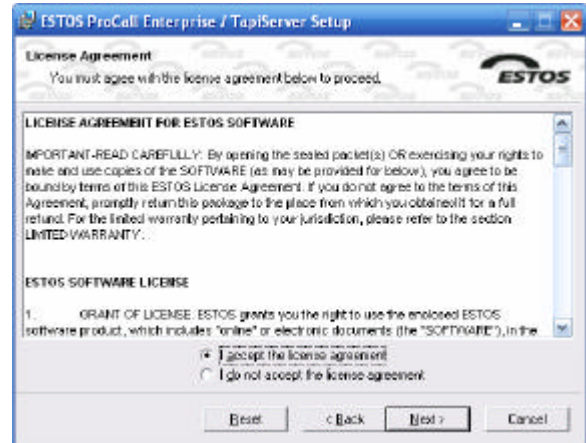 ESTOS ProCall Enterprise / TapiServer Setup
License Agreement
You must agree with the license agreement below to proceed.
ESTOS
LICENSE AGREEMENT FOR ESTOS SOFTWARE
IMPORTANT-READ CAREFULLY: By opening the sealed packet(s) OR exercising your rights to
make and use copies of the SOFTWARE (as may be provided for below), you agree to be
bound by terms of this ESTOS License Agreement. If you do not agree to the terms of this
Agreement, promptly return this package to the place from which you obtained it for a full
refund. For the limited warranty pertaining to your jurisdiction, please refer to the section
LIMITED WARRANTY.
ESTOS SOFTWARE LICENSE
1. GRANT OF LICENSE. ESTOS grants you the right to use the enclosed ESTOS
software product, which includes "online" or electronic documents (the "SOFTWARE"), in the
I accept the license agreement
I do not accept the license agreement
Reset < Back Next > Cancel